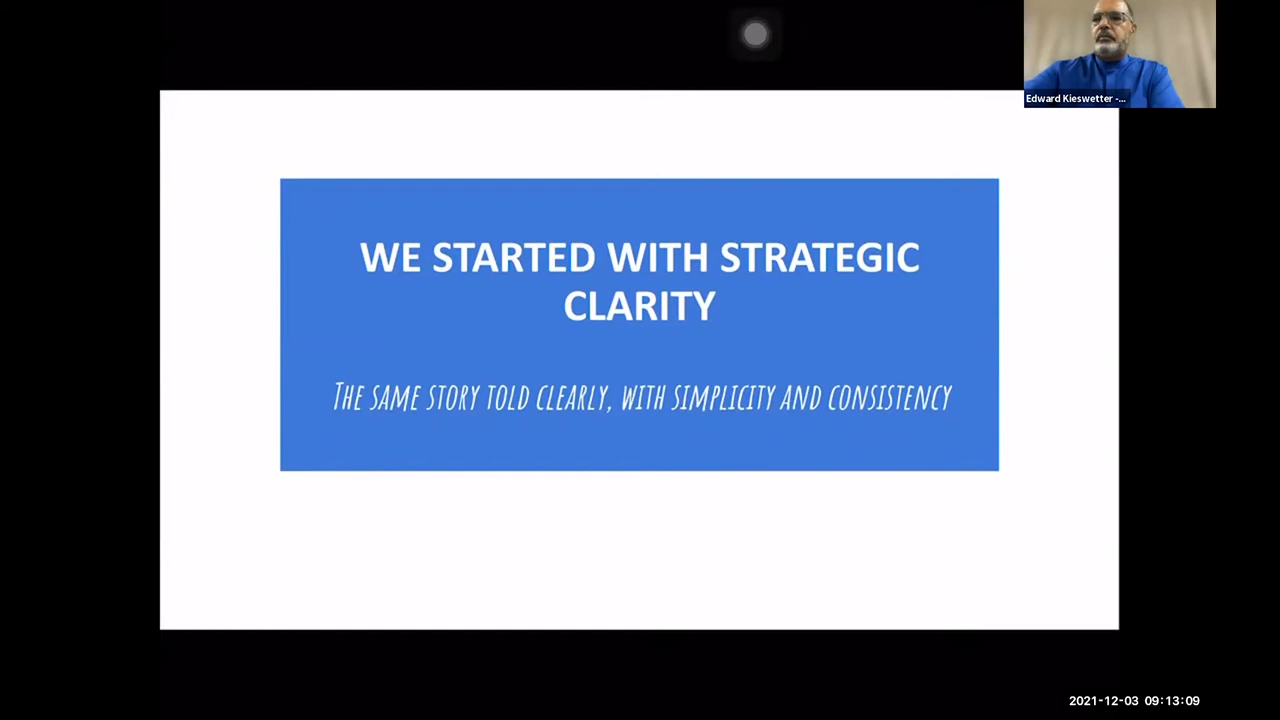 Edward Kieswetter -...
WE STARTED WITH STRATEGIC
CLARITY
THE SAME STORY TOLD CLEARLY, WITH SIMPLICITY AND CONSISTENCY
2021-12-03 09:13:09